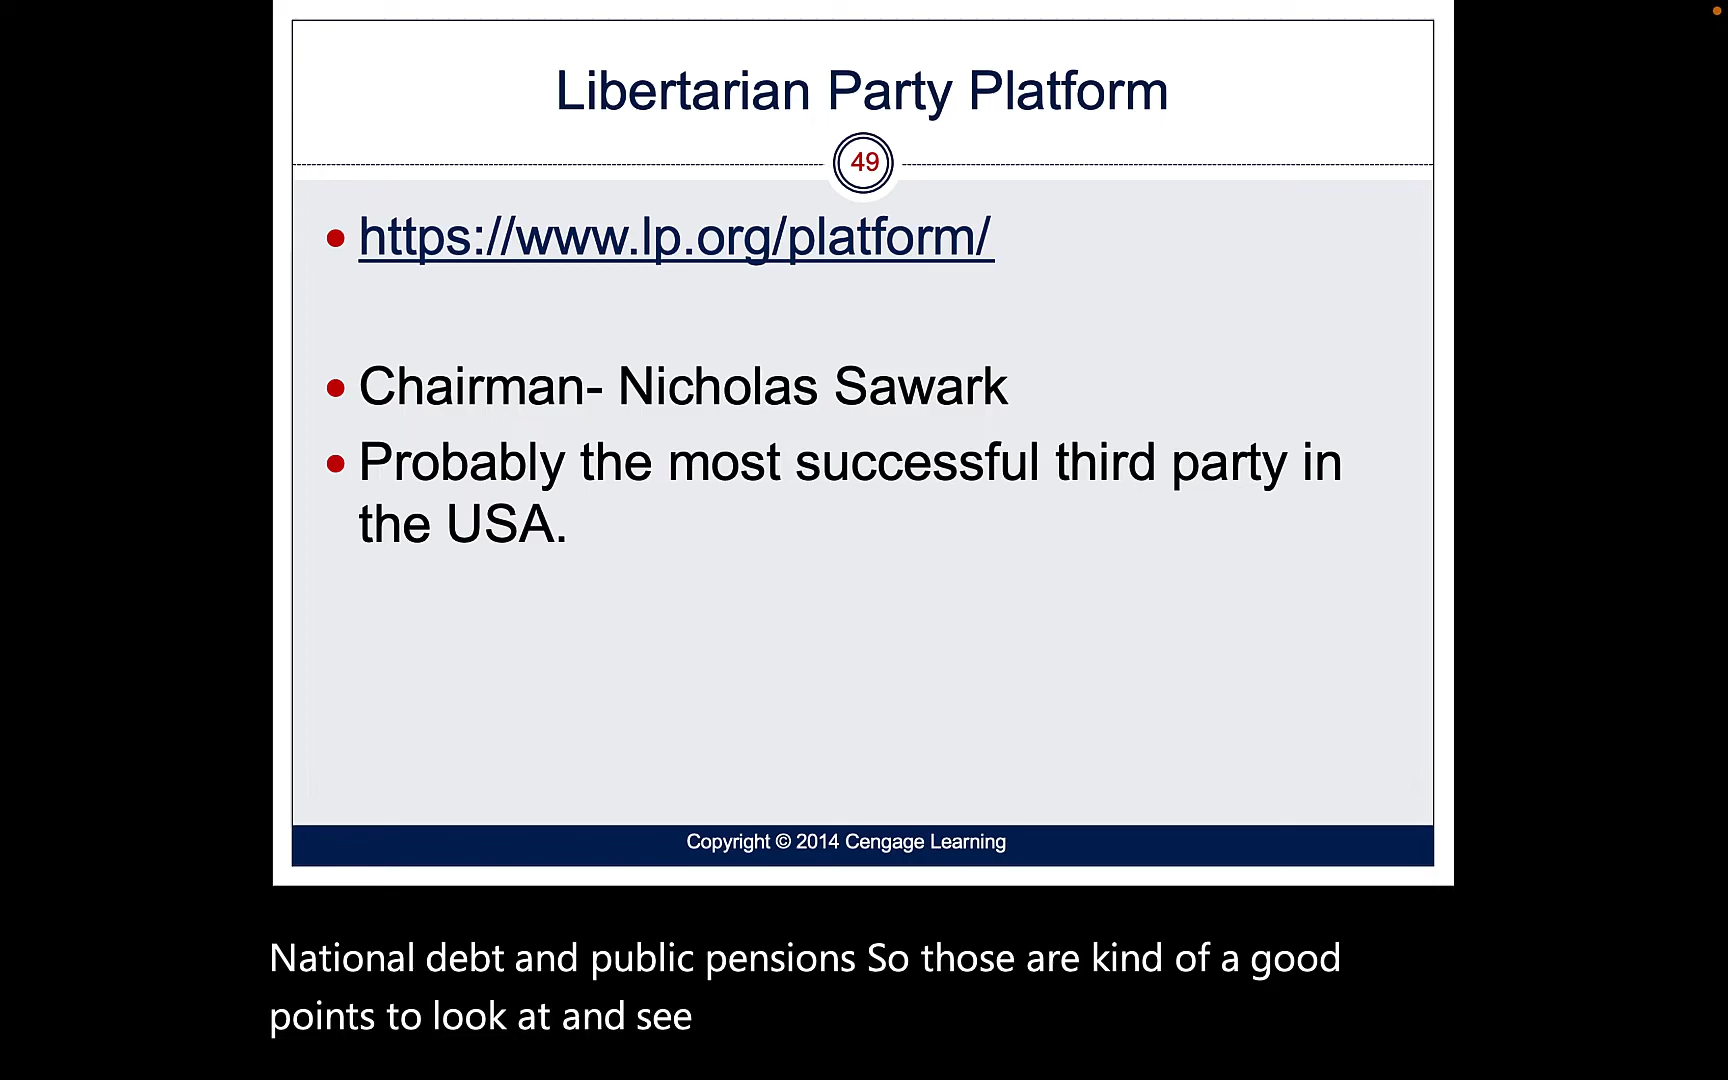 Libertarian Party Platform
49
• https://www.lp.org/platform/
• Chairman- Nicholas Sawark
• Probably the most successful third party in
the USA.
Copyright © 2014 Cengage Learning
National debt and public pensions So those are kind of a good
points to look at and see